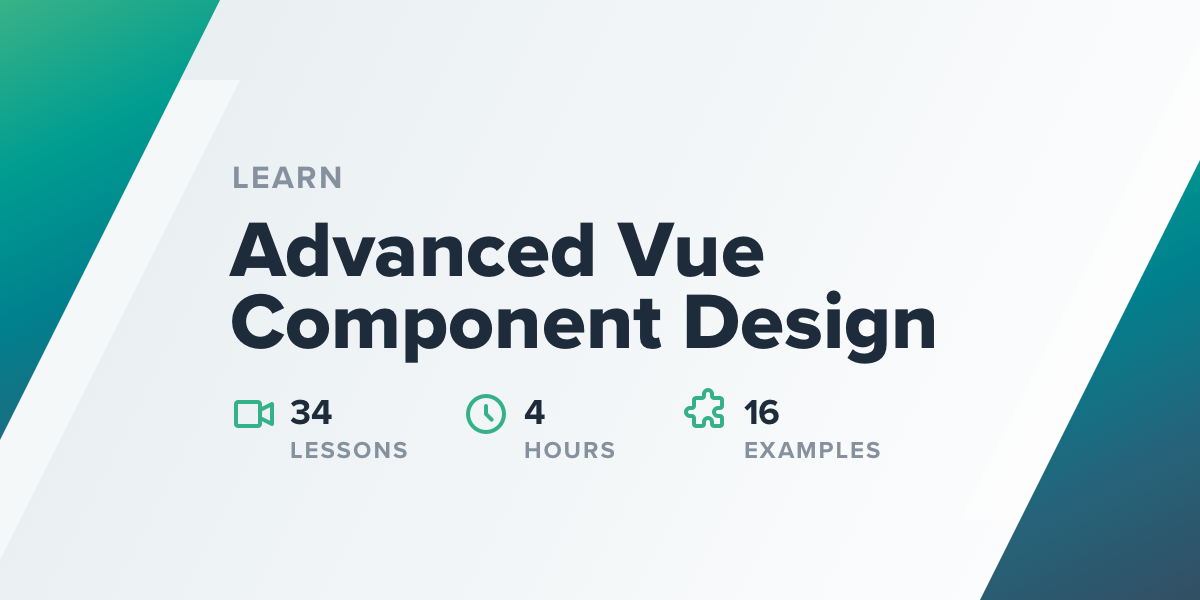 LEARN
Advanced Vue
Component Design
34
LESSONS
4
HOURS
16
EXAMPLES